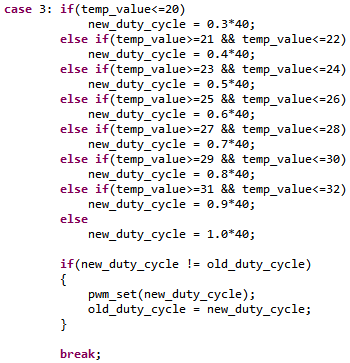 case 3: if(temp_value<=20)
new_duty_cycle = 0.3*40;
else if(temp_value>=21 && temp_value<=22)
new_duty_cycle = 0.4*40;
else if(temp_value>=23 && temp_value<=24)
new_duty_cycle = 0.5*40;
else if(temp_value>=25 && temp_value<=26)
new_duty_cycle = 0.6*40;
else if(temp_value>=27 && temp_value<=28)
new_duty_cycle = 0.7*40;
else if(temp_value>=29 && temp_value<=30)
new_duty_cycle = 0.8*40;
else if(temp_value>=31 && temp_value<=32)
new_duty_cycle = 0.9*40;
else
new_duty_cycle = 1.0*40;
if(new_duty_cycle != old_duty_cycle)
{
pwm_set(new_duty_cycle);
old_duty_cycle = new_duty_cycle;
}
break;